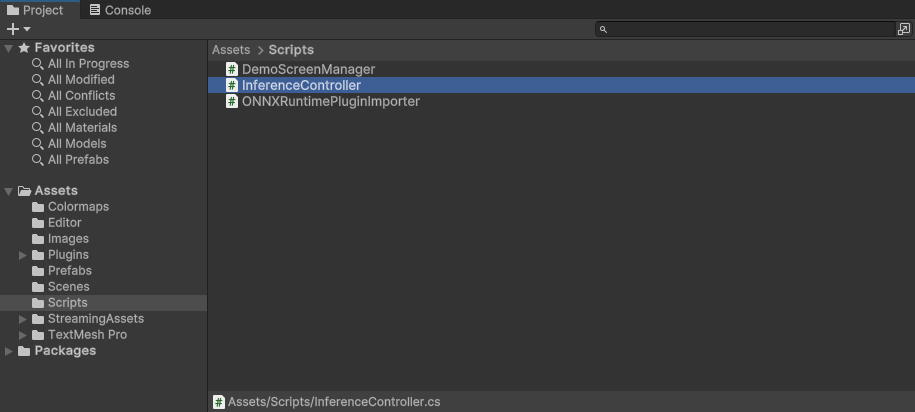 Project
Console
Favorites
All In Progress
All Modified
All Conflicts
All Excluded
All Materials
All Models
All Prefabs
Assets
Colormaps
Editor
Images
Plugins
Prefabs
Scenes
Scripts
StreamingAssets
TextMesh Pro
Packages
Assets > Scripts
# DemoScreenManager
# InferenceController
# ONNXRuntimePluginImporter
# Assets/Scripts/InferenceController.cs